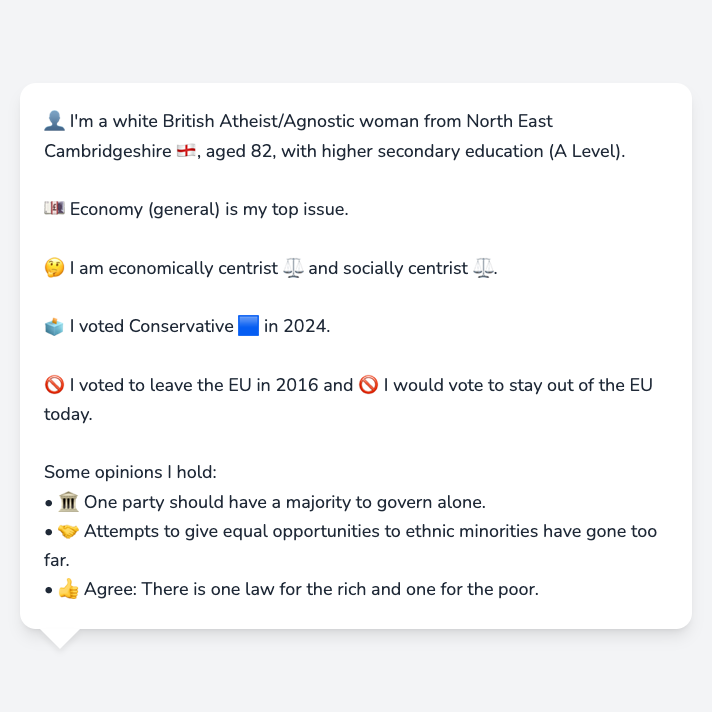 👤 I'm a white British Atheist/Agnostic woman from North East
Cambridgeshire 🏴󠁧󠁢󠁥󠁮󠁧󠁿, aged 82, with higher secondary education (A Level).
💷 Economy (general) is my top issue.
🤔 I am economically centrist ⚖️ and socially centrist ⚖️.
🗳️ I voted Conservative 🟦 in 2024.
🚫 I voted to leave the EU in 2016 and 🚫 I would vote to stay out of the EU
today.
Some opinions I hold:
• 🏛️ One party should have a majority to govern alone.
• 🤝 Attempts to give equal opportunities to ethnic minorities have gone too
far.
• 👍 Agree: There is one law for the rich and one for the poor.